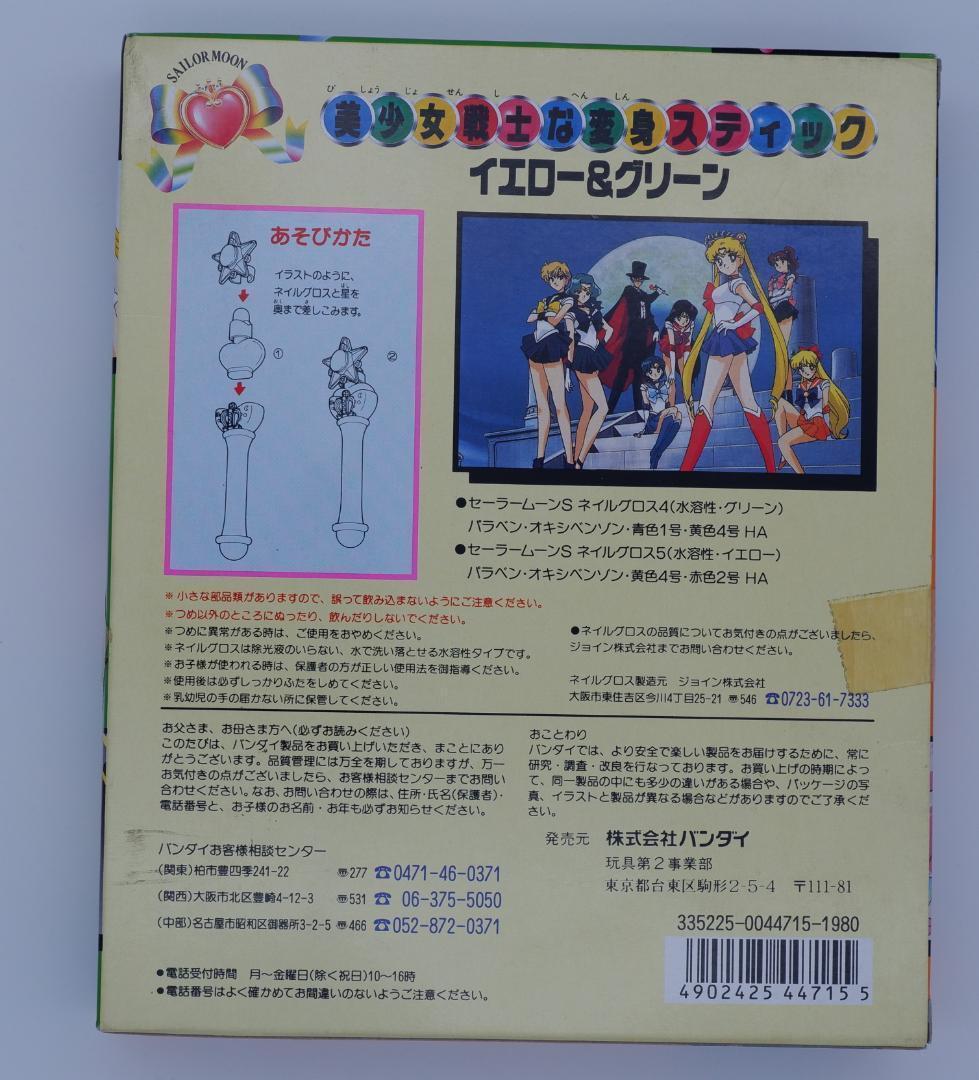 SAILOR MOON
び しょう じょ せん し へん しん
美少女戦士な変身スティック
イエロー&グリーン
あそびかた
イラストのように、
ネイルグロスと星を
奥まで差しこみます。
① ②
●セーラームーンS ネイルグロス4(水溶性・グリーン)
パラベン・オキシベンゾン・青色1号・黄色4号 HA
●セーラームーンS ネイルグロス5(水溶性・イエロー)
パラベン・オキシベンゾン・黄色4号・赤色2号 HA
※小さな部品類がありますので、誤って飲み込まないようにご注意ください。
※つめ以外のところにぬったり、飲んだりしないでください。
※つめに異常がある時は、ご使用をおやめください。
※ネイルグロスは除光液のいらない、水で洗い落とせる水溶性タイプです。
※お子様が使われる時は、保護者の方が正しい使用法を御指導ください。
※使用後は必ずしっかりふたをしめてください。
※乳幼児の手の届かない所に保管してください。
●ネイルグロスの品質についてお気付きの点がございましたら、
ジョイン株式会社までお問い合わせください。
ネイルグロス製造元 ジョイン株式会社
大阪市東住吉区今川4丁目25-21 〠546 ☎0723-61-7333
お父さま、お母さま方へ(必ずお読みください)
このたびは、バンダイ製品をお買い上げいただき、まことにあり
がとうございます。品質管理には万全を期しておりますが、万一
お気付きの点がございましたら、お客様相談センターまでお問い
合わせください。なお、お問い合わせの際は、住所・氏名(保護者)・
電話番号と、お子様のお名前・お年も必ずお知らせください。
おことわり
バンダイでは、より安全で楽しい製品をお届けするために、常に
研究・調査・改良を行なっております。お買い上げの時期によっ
て、同一製品の中にも多少の違いがある場合や、パッケージの写
真、イラストと製品が異なる場合などがありますのでご了承くだ
さい。
バンダイお客様相談センター
(関東)柏市豊四季241-22 〠277 ☎0471-46-0371
(関西)大阪市北区豊崎4-12-3 〠531 ☎06-375-5050
(中部)名古屋市昭和区御器所3-2-5 〠466 ☎052-872-0371
●電話受付時間 月〜金曜日(除く祝日)10〜16時
●電話番号はよく確かめてお間違いのないようご注意ください。
発売元 株式会社バンダイ
玩具第2事業部
東京都台東区駒形2-5-4 〒111-81
335225-0044715-1980
4902425 447155